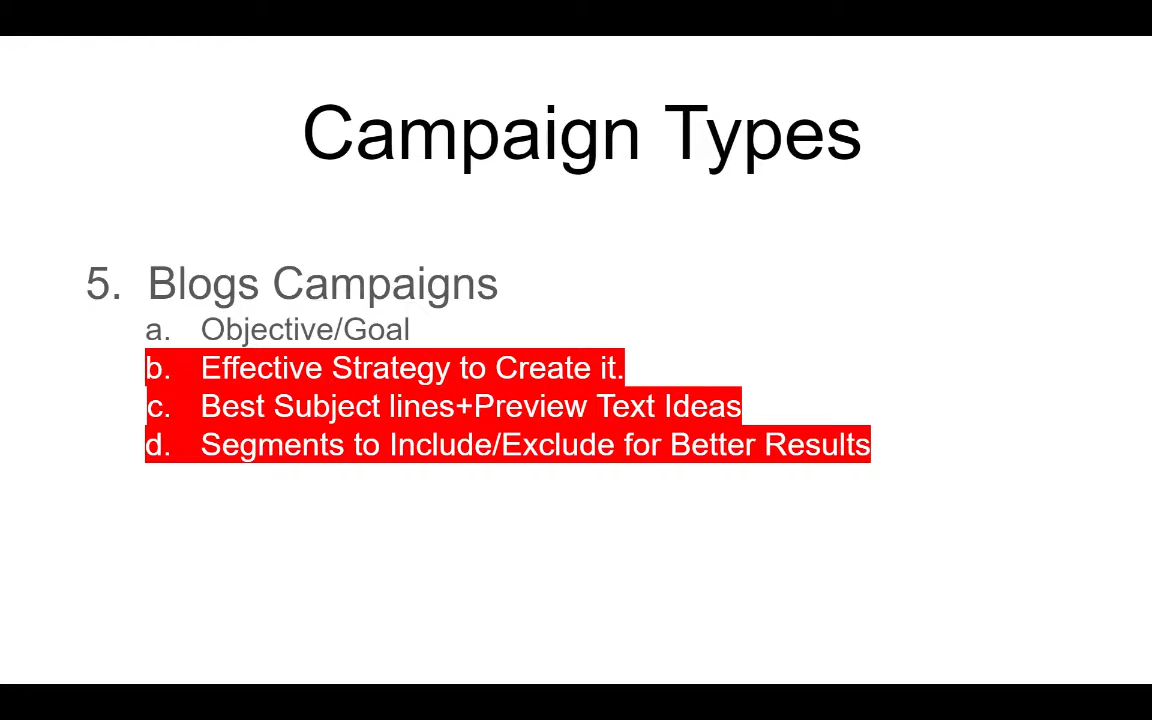 Campaign Types
5. Blogs Campaigns
a. Objective/Goal
b. Effective Strategy to Create it.
c. Best Subject lines+Preview Text Ideas
d. Segments to Include/Exclude for Better Results